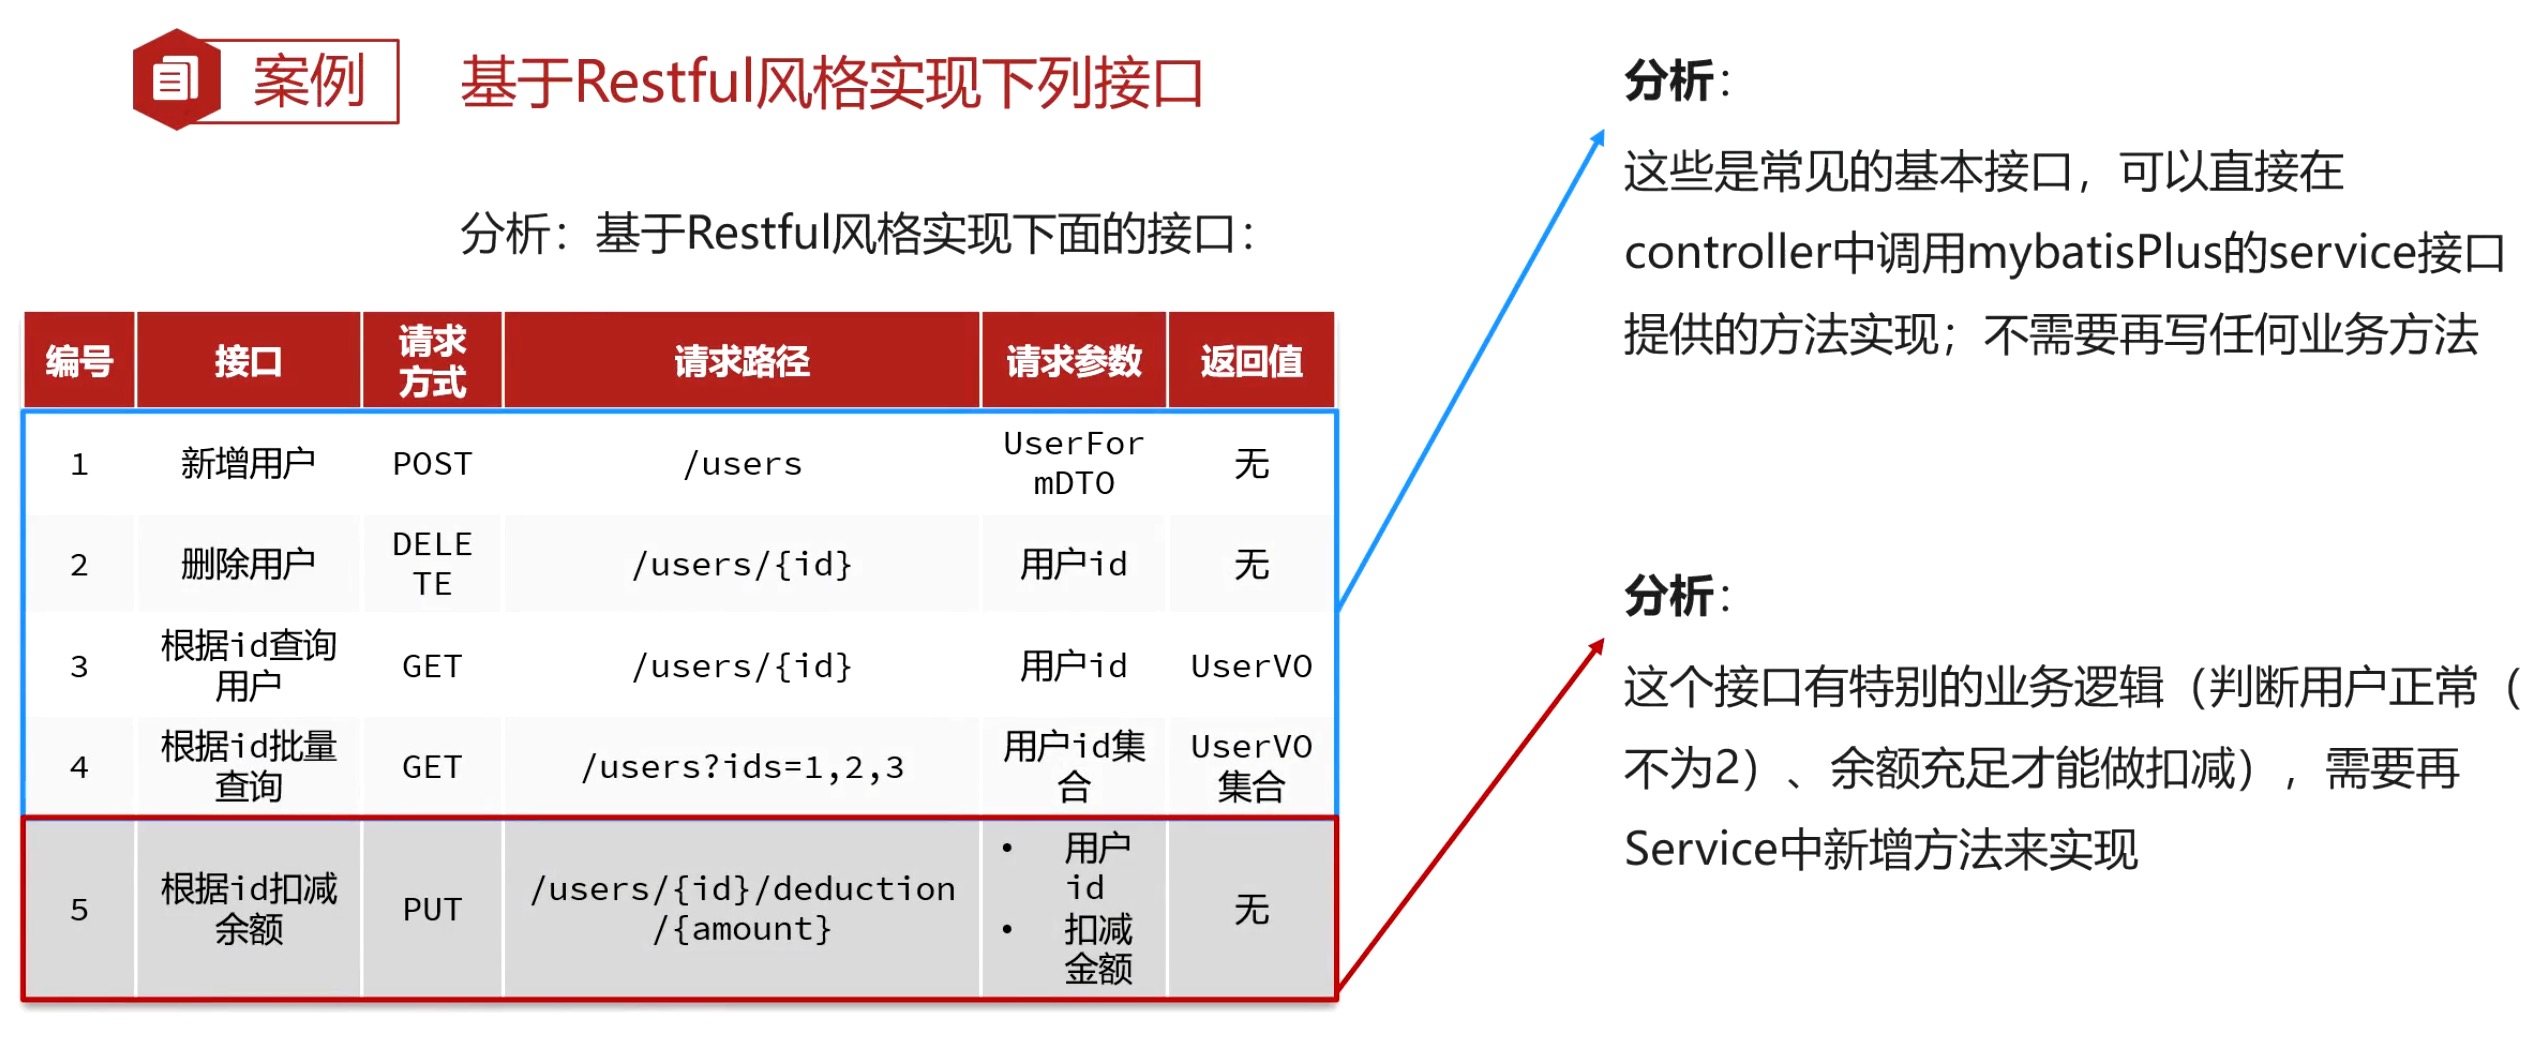 案例
基于Restful风格实现下列接口
分析：基于Restful风格实现下面的接口：
编号 接口 请求方式 请求路径 请求参数 返回值
1 新增用户 POST /users UserFormDTO 无
2 删除用户 DELETE /users/{id} 用户id 无
3 根据id查询用户 GET /users/{id} 用户id UserVO
4 根据id批量查询 GET /users?ids=1,2,3 用户id集合 UserVO集合
5 根据id扣减余额 PUT /users/{id}/deduction/{amount} • 用户id • 扣减金额 无
分析：
这些是常见的基本接口，可以直接在
controller中调用mybatisPlus的service接口
提供的方法实现；不需要再写任何业务方法
分析：
这个接口有特别的业务逻辑（判断用户正常（
不为2）、余额充足才能做扣减），需要再
Service中新增方法来实现